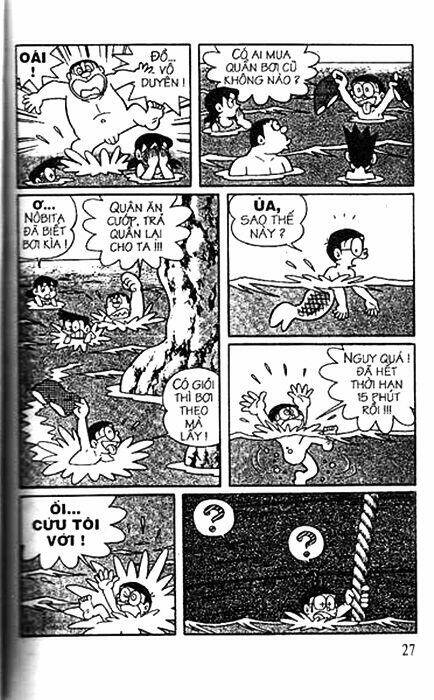 OÁI
!
ĐỒ...
VÔ
DUYÊN !
CÓ AI MUA
QUẦN BƠI CŨ
KHÔNG NÀO ?
Ơ...
NÔBITA
ĐÃ BIẾT
BƠI KÌA !
QUÂN ĂN
CƯỚP, TRẢ
QUẦN LẠI
CHO TA !!!
CÓ GIỎI
THÌ BƠI
THEO
MÀ
LẤY !
ỦA,
SAO THẾ
NÀY ?
NGUY QUÁ !
ĐÃ HẾT
THỜI HẠN
15 PHÚT
RỒI !!!
ỐI...
CỨU TÔI
VỚI !
?
?
27